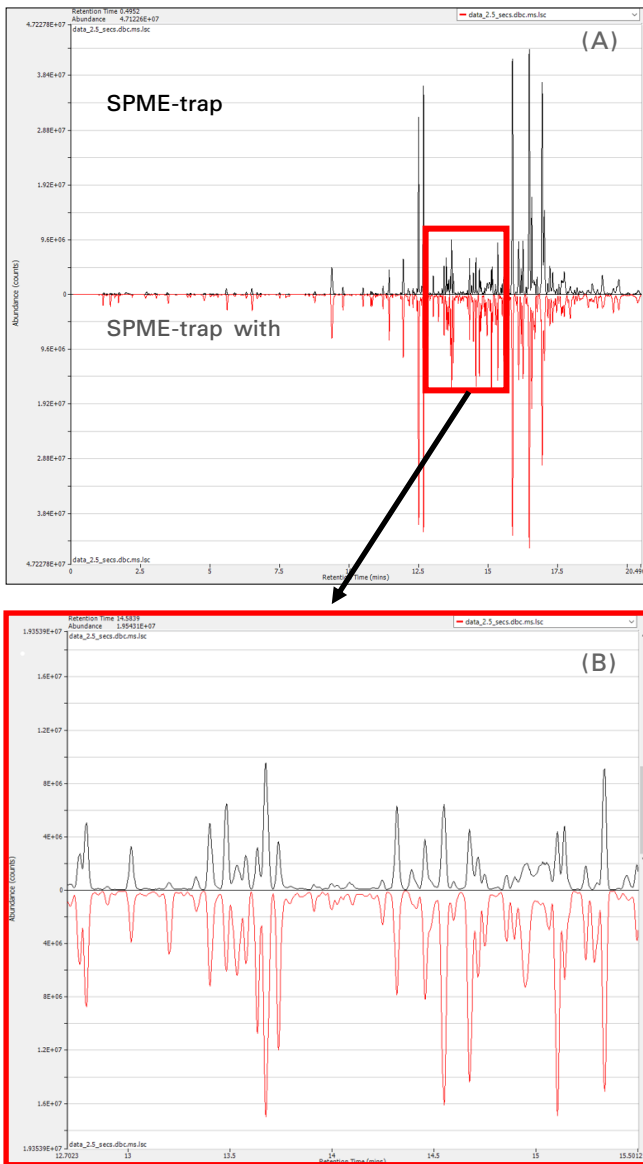 Retention Time 0.4952
Abundance 4.71226E+07
data_2.5_secs.dbc.ms.lsc
4.72278E+07
data_2.5_secs.dbc.ms.lsc
(A)
SPME-trap
3.84E+07
2.88E+07
1.92E+07
9.6E+06
0
Abundance (counts)
SPME-trap with
9.6E+06
1.92E+07
2.88E+07
3.84E+07
4.72278E+07
data_2.5_secs.dbc.ms.lsc
0 2.5 5 7.5 10 12.5 15 17.5
Retention Time (mins)
Retention Time 14.5839
Abundance 1.95431E+07
data_2.5_secs.dbc.ms.lsc
1.93539E+07
data_2.5_secs.dbc.ms.lsc
(B)
1.6E+07
1.2E+07
8E+06
4E+06
0
Abundance (counts)
4E+06
8E+06
1.2E+07
1.6E+07
1.93539E+07
data_2.5_secs.dbc.ms.lsc
12.7023 13 13.5 14 14.5 15
Retention Time (mins)